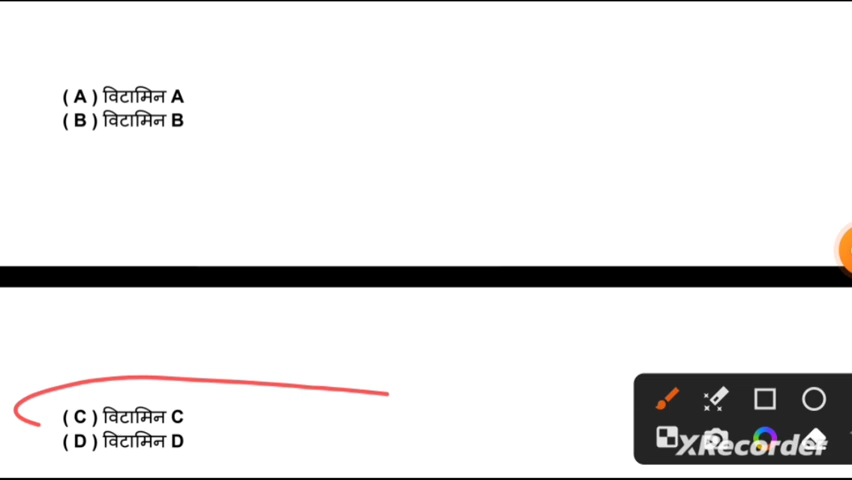 ( A ) विटामिन A
( B ) विटामिन B
( C ) विटामिन C
( D ) विटामिन D
XRecorder